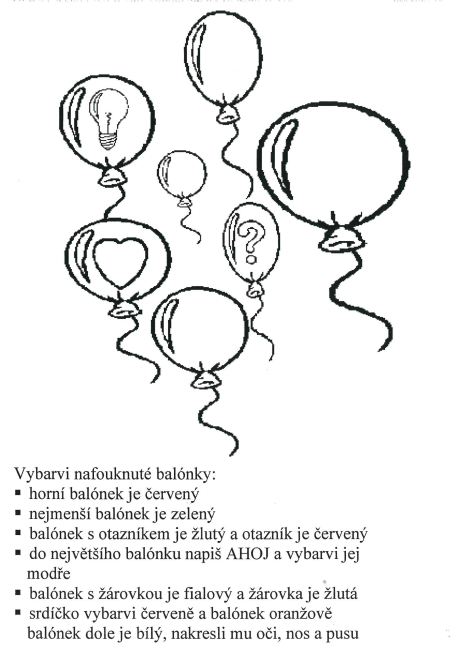 ?
Vybarvi nafouknuté balónky:
▪ horní balónek je červený
▪ nejmenší balónek je zelený
▪ balónek s otazníkem je žlutý a otazník je červený
▪ do největšího balónku napiš AHOJ a vybarvi jej
modře
▪ balónek s žárovkou je fialový a žárovka je žlutá
▪ srdíčko vybarvi červeně a balónek oranžově
balónek dole je bílý, nakresli mu oči, nos a pusu